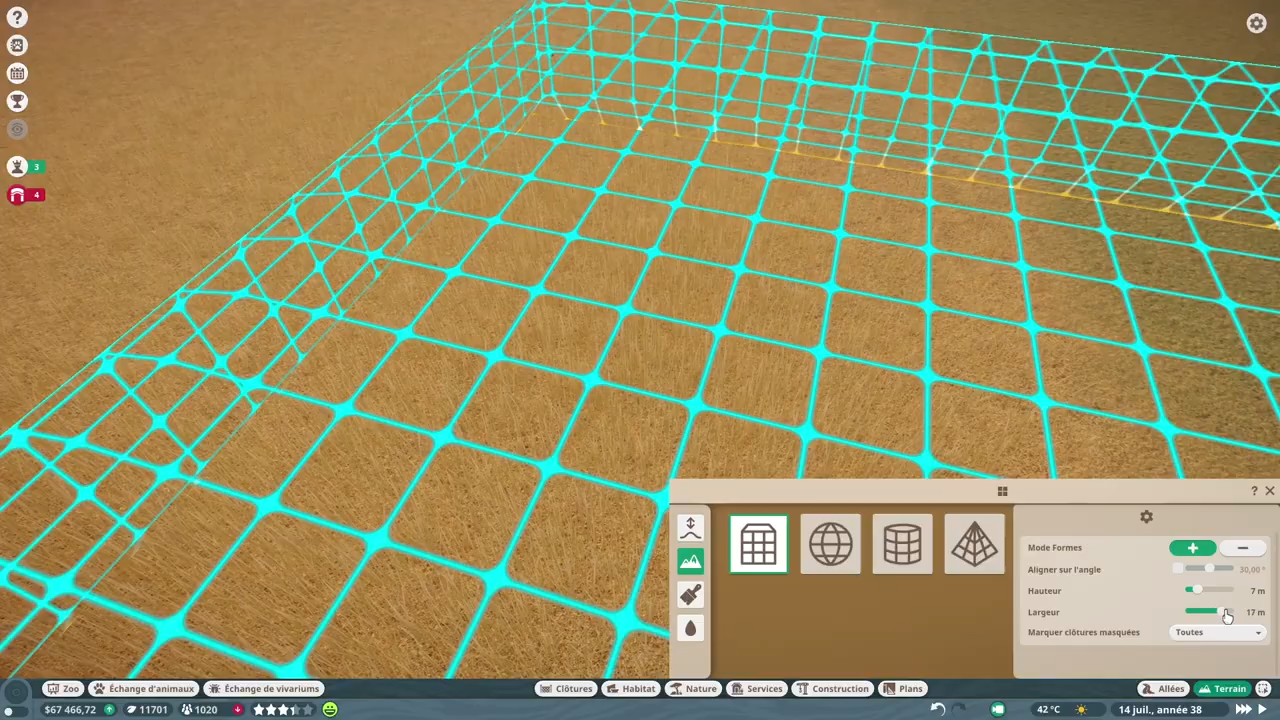 ?
3
4
?
Mode Formes
Aligner sur l'angle 30,00 °
Hauteur 7 m
Largeur 17 m
Marquer clôtures masquées Toutes
Zoo Échange d'animaux Échange de vivariums Clôtures Habitat Nature Services Construction Plans Allées Terrain
$67 466,72 11701 1020 42 °C 14 juil., année 38